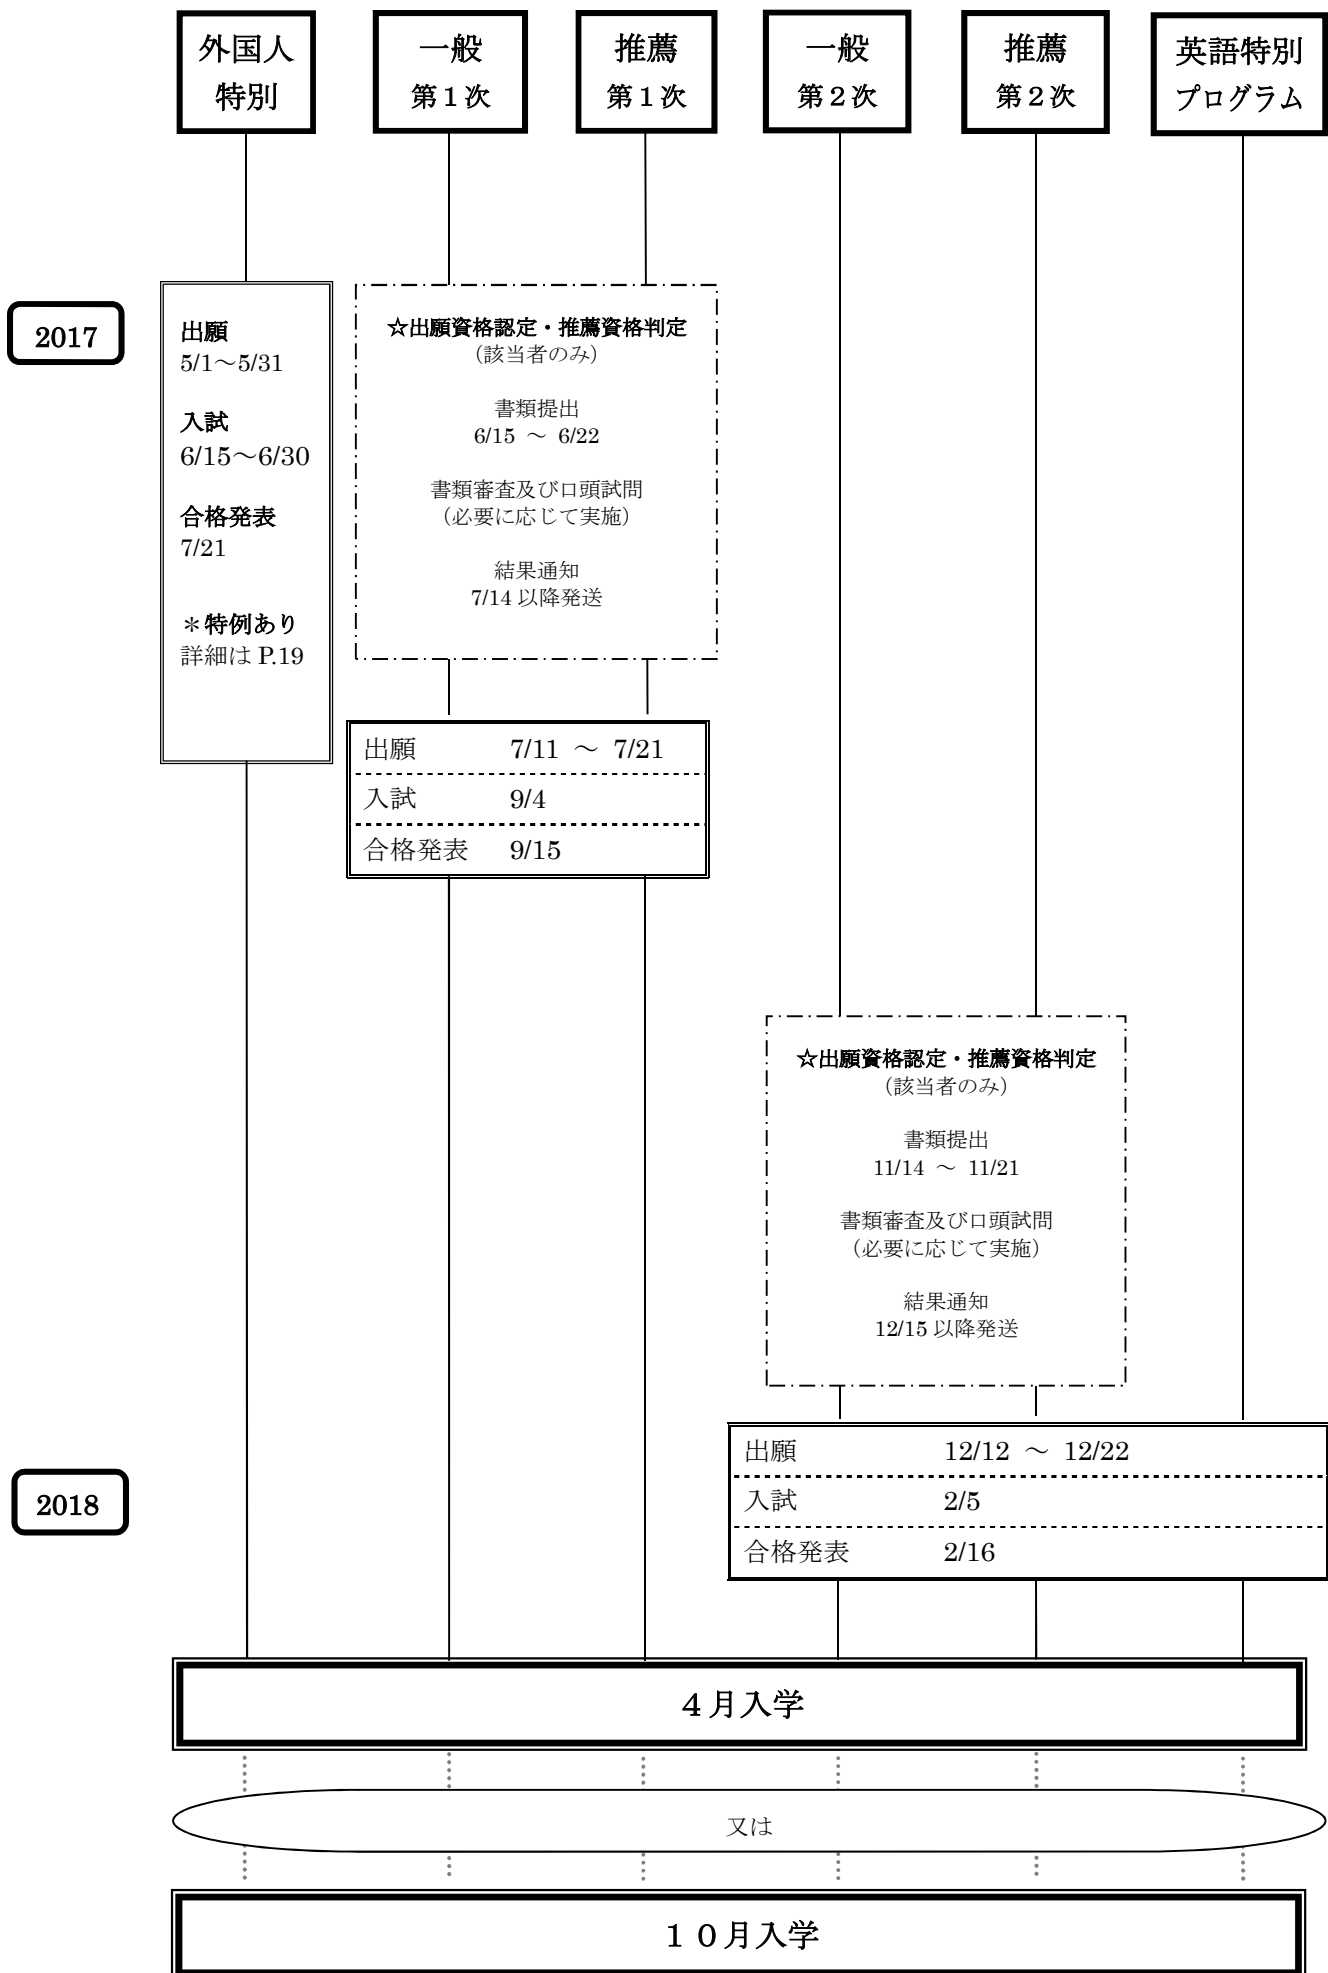 外国人
特別
一般
第１次
推薦
第１次
一般
第２次
推薦
第２次
英語特別
プログラム
2017
出願
5/1～5/31
入試
6/15～6/30
合格発表
7/21
＊特例あり
詳細は P.19
☆出願資格認定・推薦資格判定
（該当者のみ）
書類提出
6/15 ～ 6/22
書類審査及び口頭試問
（必要に応じて実施）
結果通知
7/14 以降発送
出願 7/11 ～ 7/21
入試 9/4
合格発表 9/15
☆出願資格認定・推薦資格判定
（該当者のみ）
書類提出
11/14 ～ 11/21
書類審査及び口頭試問
（必要に応じて実施）
結果通知
12/15 以降発送
2018
出願 12/12 ～ 12/22
入試 2/5
合格発表 2/16
４月入学
又は
１０月入学